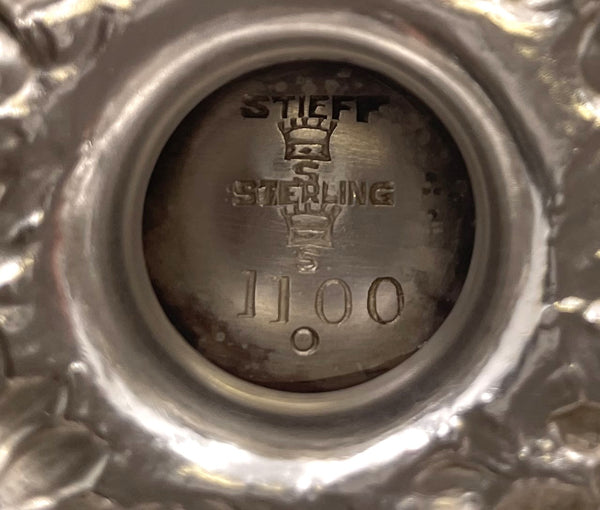 STIEFF
S
STERLING
S
1100
O